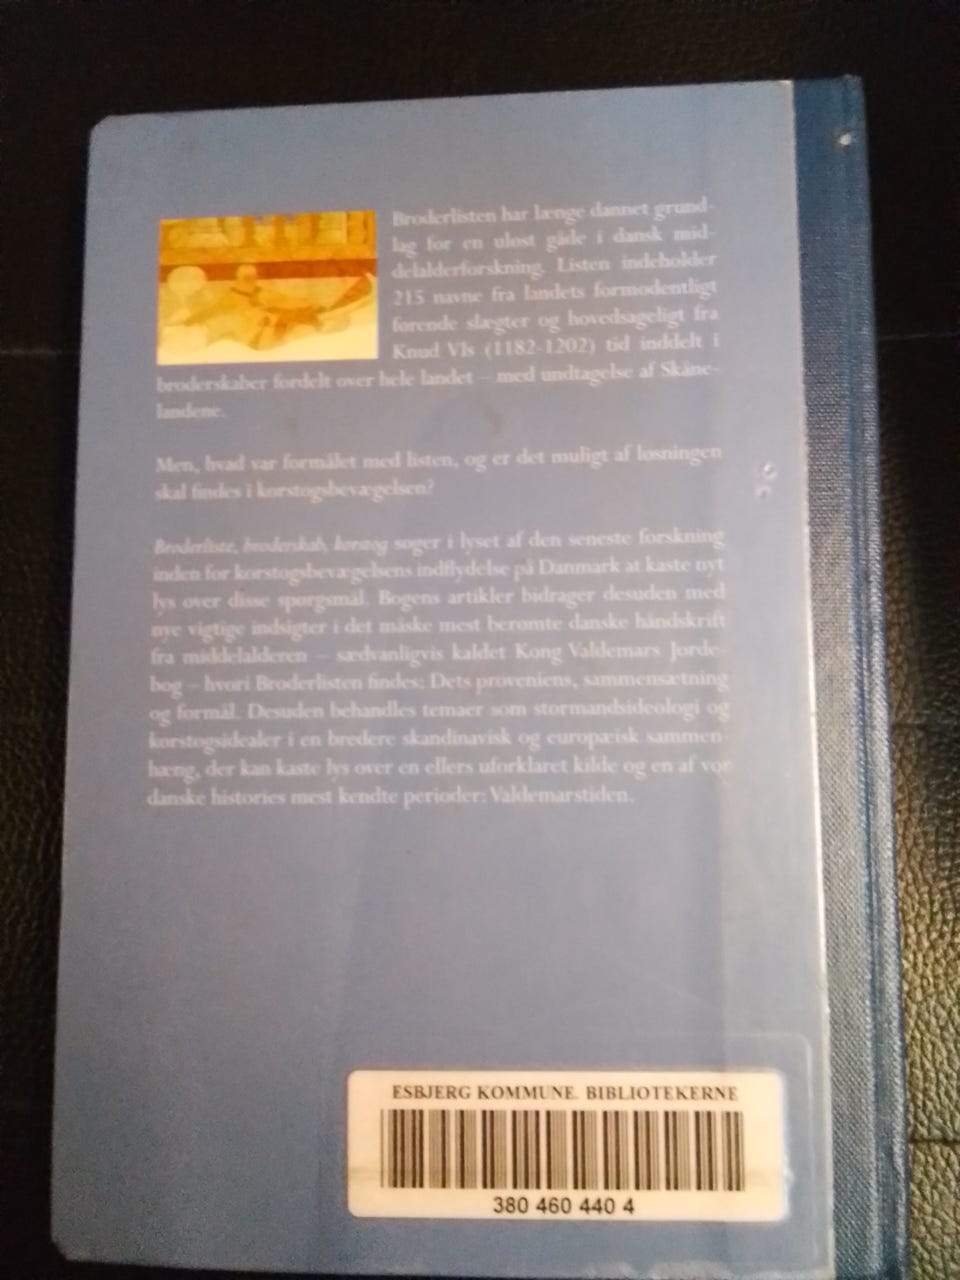 Broderlisten har længe dannet grund-
lag for en uløst gåde i dansk mid-
delalderforskning. Listen indeholder
215 navne fra landets formodentligt
førende slægter og hovedsageligt fra
Knud VIs (1182-1202) tid inddelt i
broderskaber fordelt over hele landet – med undtagelse af Skåne-
landene.
Men, hvad var formålet med listen, og er det muligt af løsningen
skal findes i korstogsbevægelsen?
Broderliste, broderskab, korstog søger i lyset af den seneste forskning
inden for korstogsbevægelsens indflydelse på Danmark at kaste nyt
lys over disse spørgsmål. Bogens artikler bidrager desuden med
nye vigtige indsigter i det måske mest berømte danske håndskrift
fra middelalderen – sædvanligvis kaldet Kong Valdemars Jorde-
bog – hvori Broderlisten findes: Dets proveniens, sammensætning
og formål. Desuden behandles temaer som stormandsideologi og
korstogsidealer i en bredere skandinavisk og europæisk sammen-
hæng, der kan kaste lys over en ellers uforklaret kilde og en af vor
danske histories mest kendte perioder: Valdemarstiden.
ESBJERG KOMMUNE. BIBLIOTEKERNE
380 460 440 4